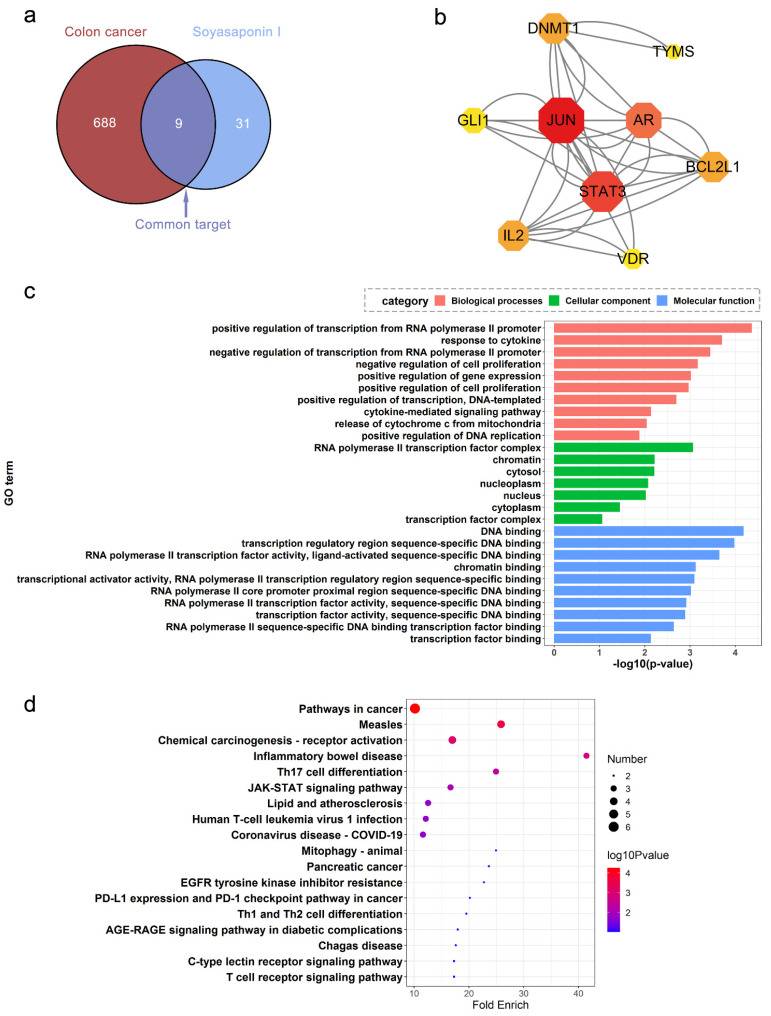 a
Colon cancer
Soyasaponin I
688
9
31
Common target
b
DNMT1
TYMS
GLI1
JUN
AR
BCL2L1
STAT3
IL2
VDR
c
category
Biological processes
Cellular component
Molecular function
GO term
positive regulation of transcription from RNA polymerase II promoter
response to cytokine
negative regulation of transcription from RNA polymerase II promoter
negative regulation of cell proliferation
positive regulation of gene expression
positive regulation of cell proliferation
positive regulation of transcription, DNA-templated
cytokine-mediated signaling pathway
release of cytochrome c from mitochondria
positive regulation of DNA replication
RNA polymerase II transcription factor complex
chromatin
cytosol
nucleoplasm
nucleus
cytoplasm
transcription factor complex
DNA binding
transcription regulatory region sequence-specific DNA binding
RNA polymerase II transcription factor activity, ligand-activated sequence-specific DNA binding
chromatin binding
transcriptional activator activity, RNA polymerase II transcription regulatory region sequence-specific binding
RNA polymerase II core promoter proximal region sequence-specific DNA binding
RNA polymerase II transcription factor activity, sequence-specific DNA binding
transcription factor activity, sequence-specific DNA binding
RNA polymerase II sequence-specific DNA binding transcription factor binding
transcription factor binding
0 1 2 3 4
-log10(p-value)
d
Pathways in cancer
Measles
Chemical carcinogenesis - receptor activation
Inflammatory bowel disease
Th17 cell differentiation
JAK-STAT signaling pathway
Lipid and atherosclerosis
Human T-cell leukemia virus 1 infection
Coronavirus disease - COVID-19
Mitophagy - animal
Pancreatic cancer
EGFR tyrosine kinase inhibitor resistance
PD-L1 expression and PD-1 checkpoint pathway in cancer
Th1 and Th2 cell differentiation
AGE-RAGE signaling pathway in diabetic complications
Chagas disease
C-type lectin receptor signaling pathway
T cell receptor signaling pathway
10 20 30 40
Fold Enrich
Number
2
3
4
5
6
log10Pvalue
4
3
2